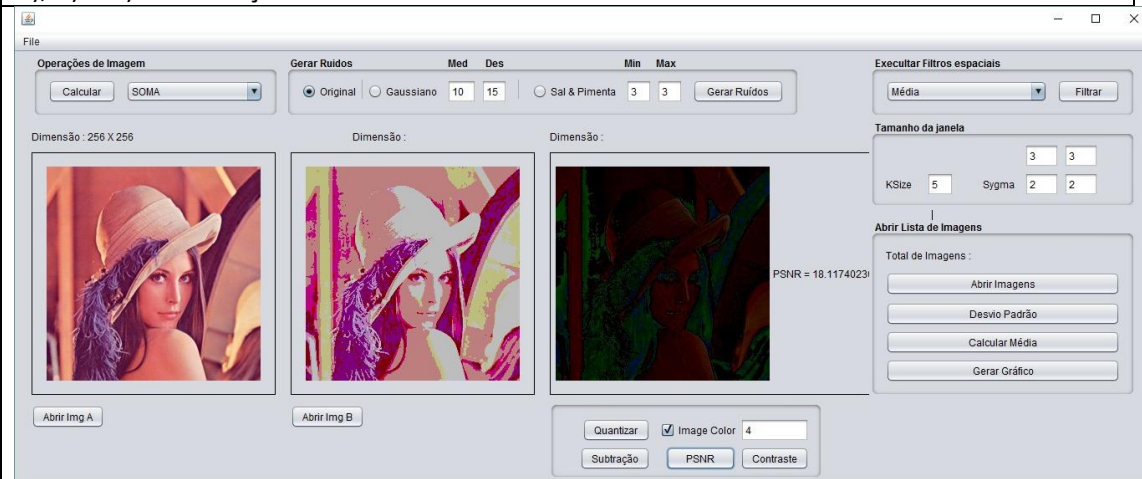 File
Operações de Imagem
Calcular SOMA
Gerar Ruidos Med Des Min Max
Original Gaussiano 10 15 Sal & Pimenta 3 3 Gerar Ruídos
Execultar Filtros espaciais
Média Filtrar
Dimensão : 256 X 256
Dimensão :
Dimensão :
PSNR = 18.1174023
Tamanho da janela
3 3
KSize 5 Sygma 2 2
Abrir Lista de Imagens
Total de Imagens :
Abrir Imagens
Desvio Padrão
Calcular Média
Gerar Gráfico
Abrir Img A
Abrir Img B
Quantizar Image Color 4
Subtração PSNR Contraste